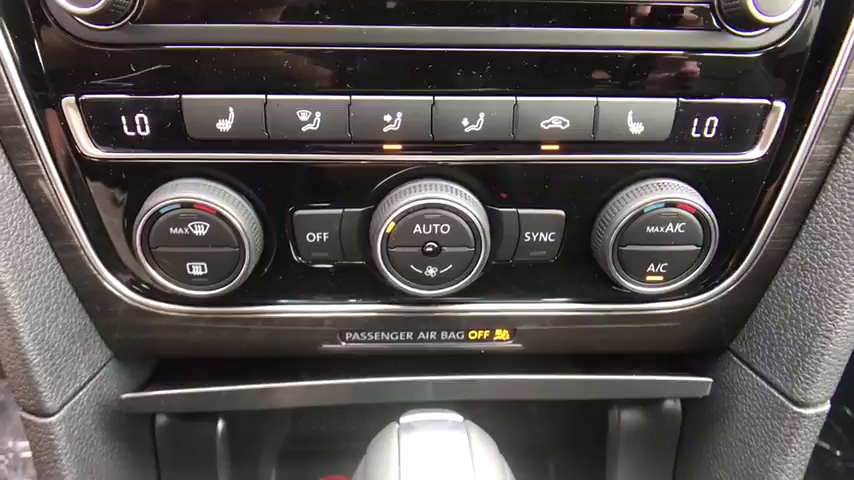 LO LO
MAX
OFF AUTO SYNC MAX A/C
A/C
PASSENGER AIR BAG OFF